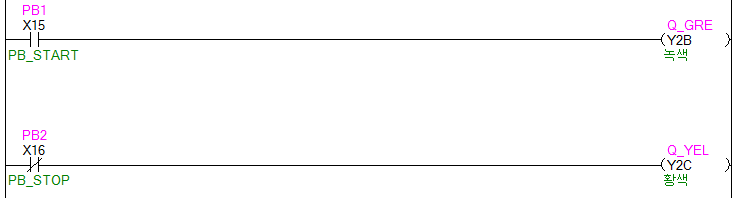 PB1
X15
Q_GRE
Y2B
PB_START
녹색
PB2
X16
Q_YEL
Y2C
PB_STOP
황색